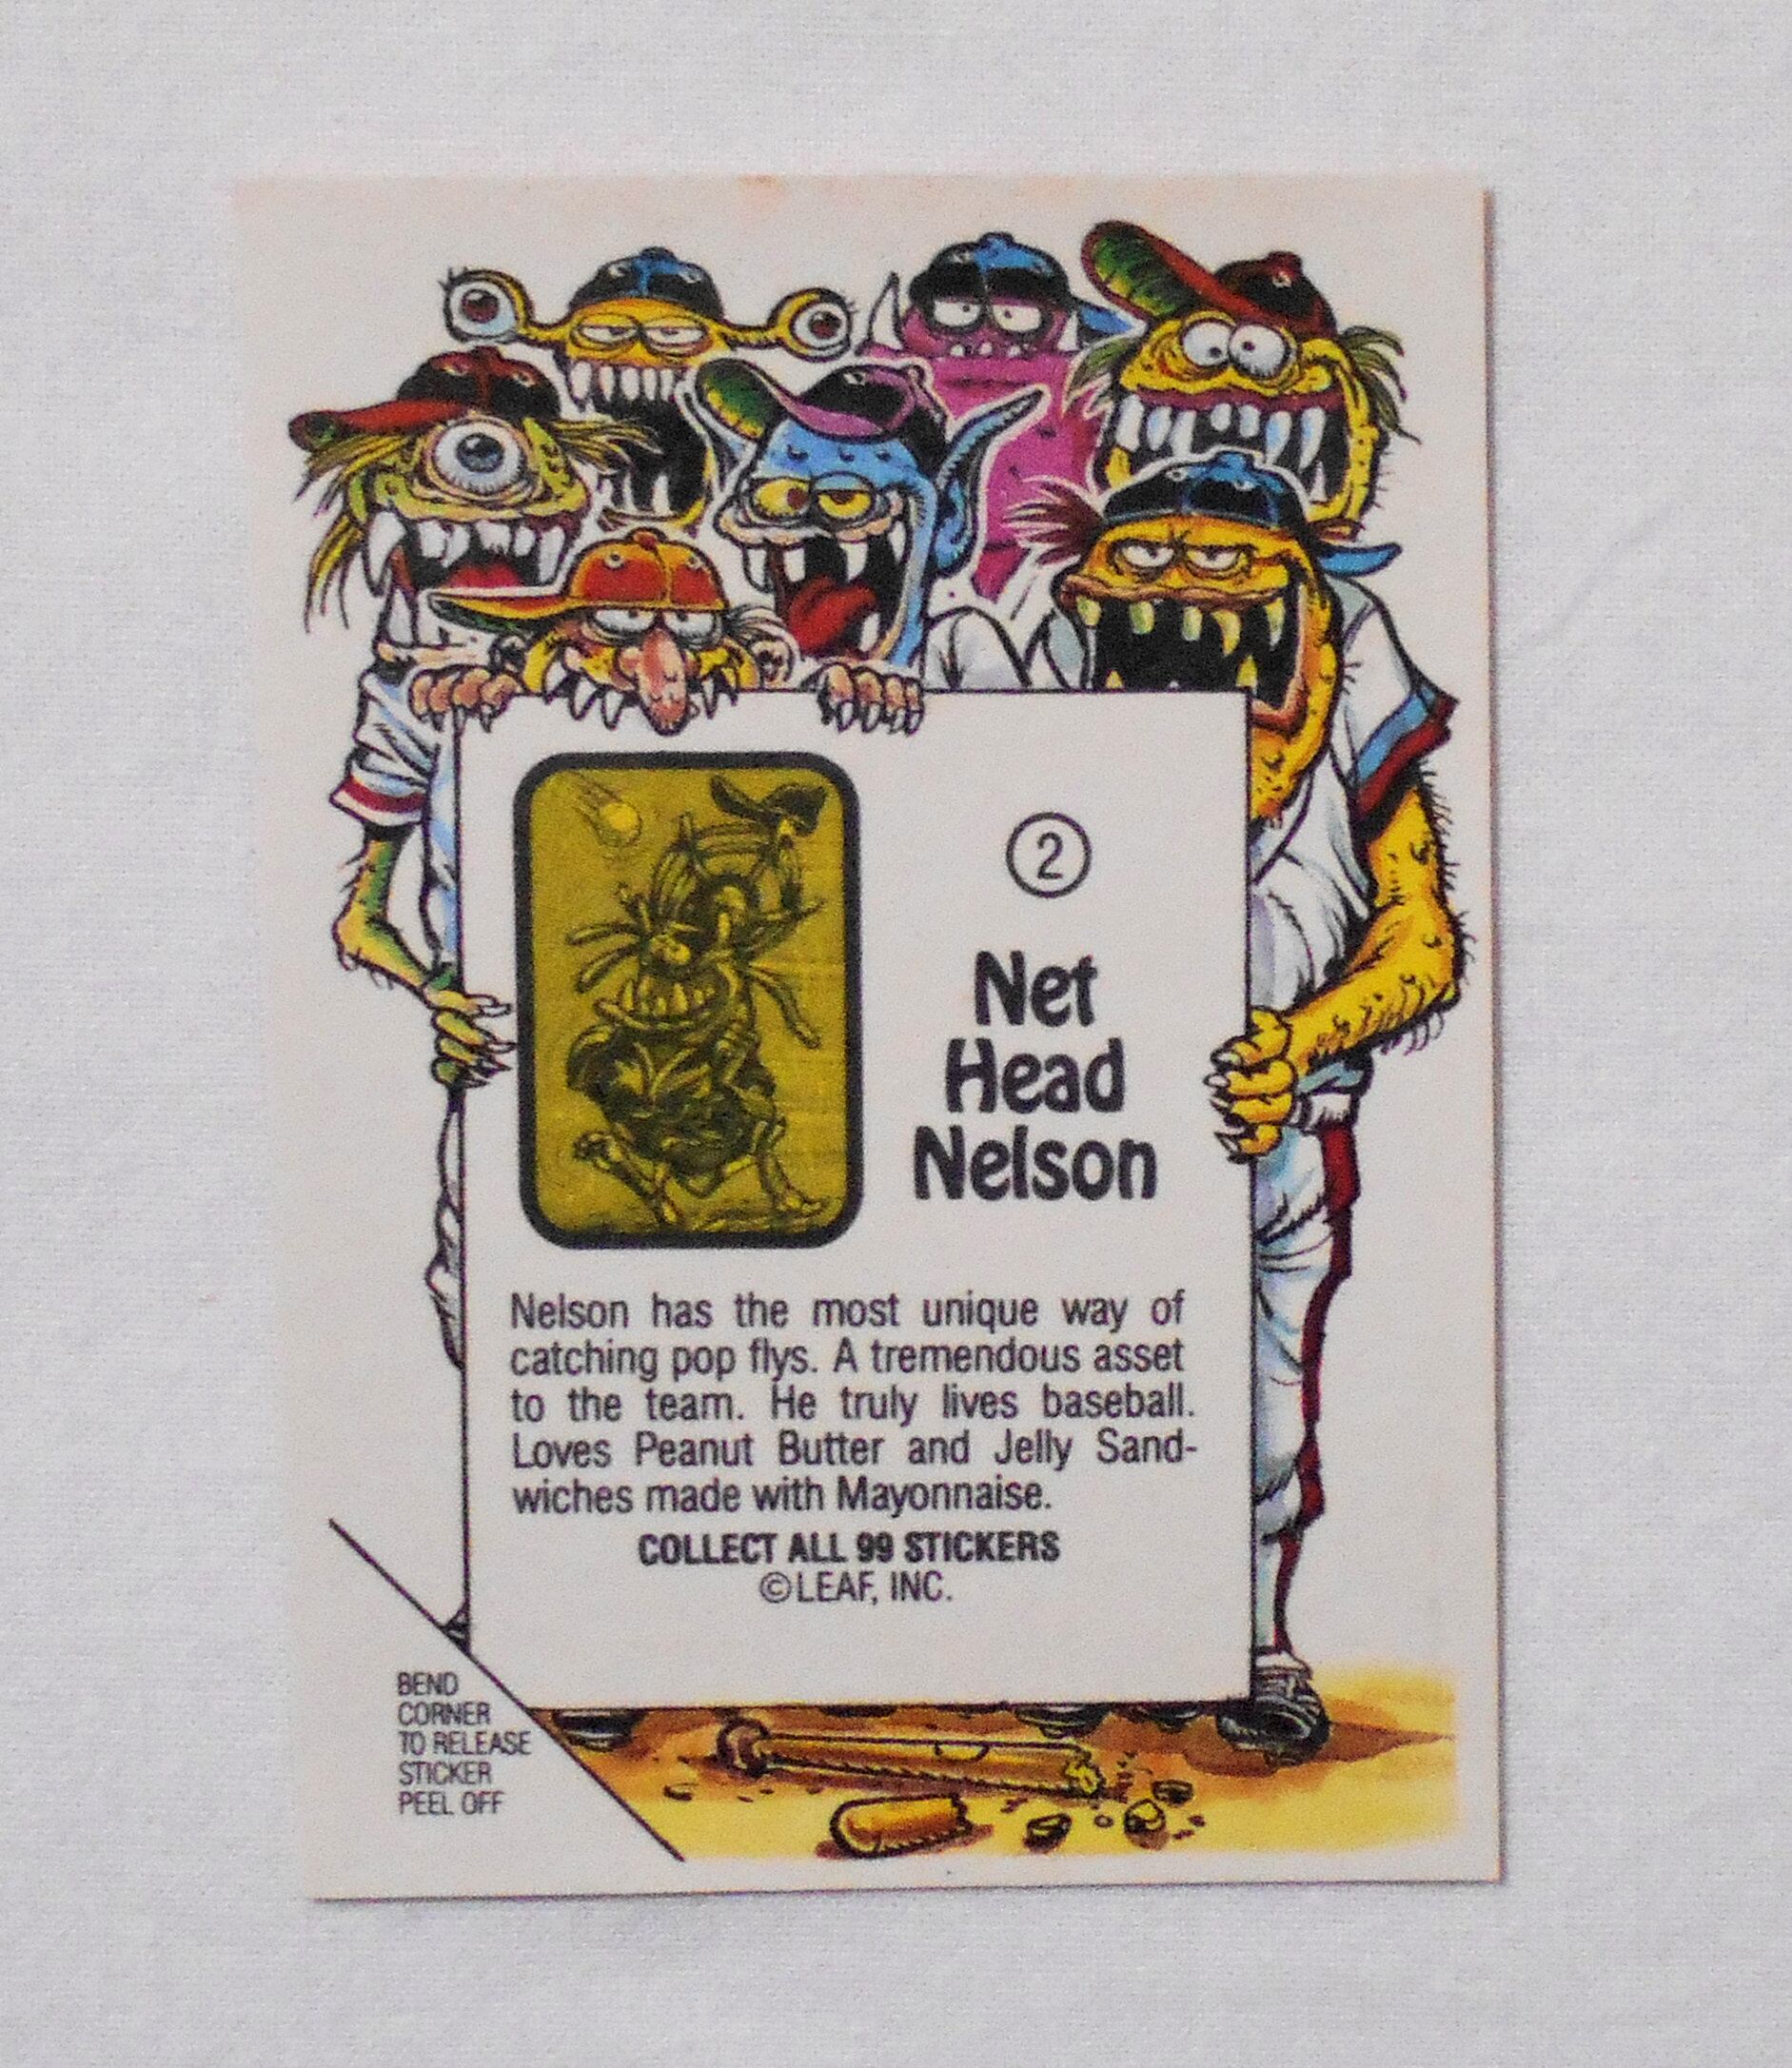 2
Net
Head
Nelson
Nelson has the most unique way of
catching pop flys. A tremendous asset
to the team. He truly lives baseball.
Loves Peanut Butter and Jelly Sand-
wiches made with Mayonnaise.
COLLECT ALL 99 STICKERS
©LEAF, INC.
BEND
CORNER
TO RELEASE
STICKER
PEEL OFF